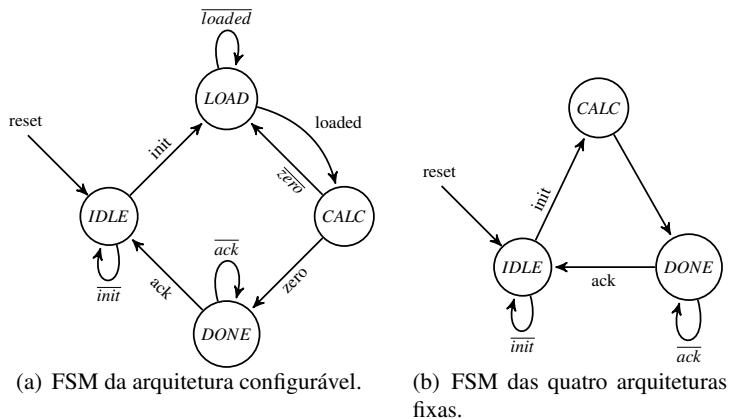 loaded
LOAD
reset
init
loaded
zero
IDLE
CALC
init
ack
ack
zero
DONE
(a) FSM da arquitetura configurável.
CALC
reset
init
IDLE
DONE
ack
init
ack
(b) FSM das quatro arquiteturas
fixas.